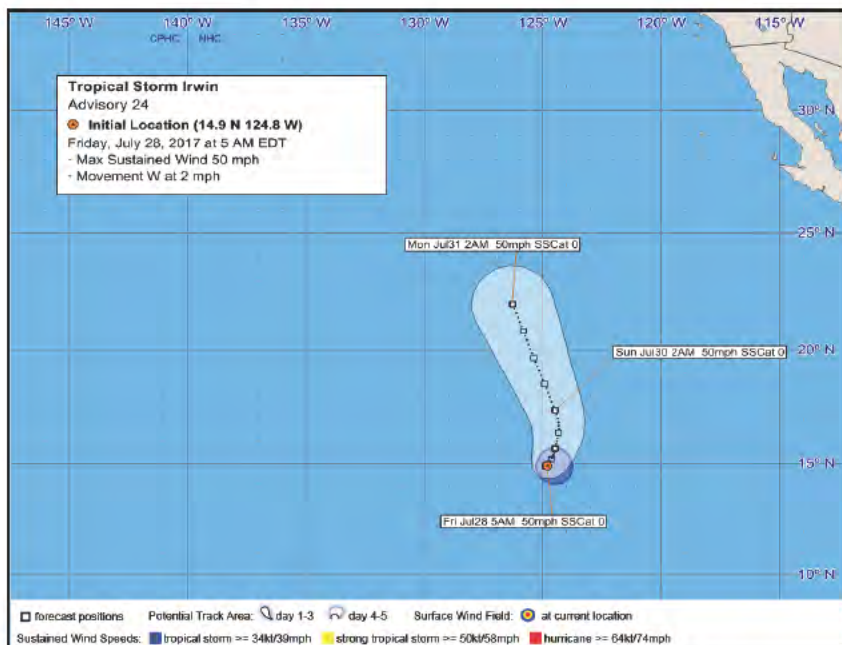 145° W 140° W 135° W 130° W 125° W 120° W 115° W
CPHC NHC
Tropical Storm Irwin
Advisory 24
Initial Location (14.9 N 124.8 W)
Friday, July 28, 2017 at 5 AM EDT
- Max Sustained Wind 50 mph
- Movement W at 2 mph
30° N
25° N
Mon Jul31 2AM 50mph SSCat 0
20° N
Sun Jul30 2AM 50mph SSCat 0
15° N
Fri Jul28 5AM 50mph SSCat 0
10° N
forecast positions Potential Track Area: day 1-3 day 4-5 Surface Wind Field: at current location
Sustained Wind Speeds: tropical storm >= 34kt/39mph strong tropical storm >= 50kt/58mph hurricane >= 64kt/74mph